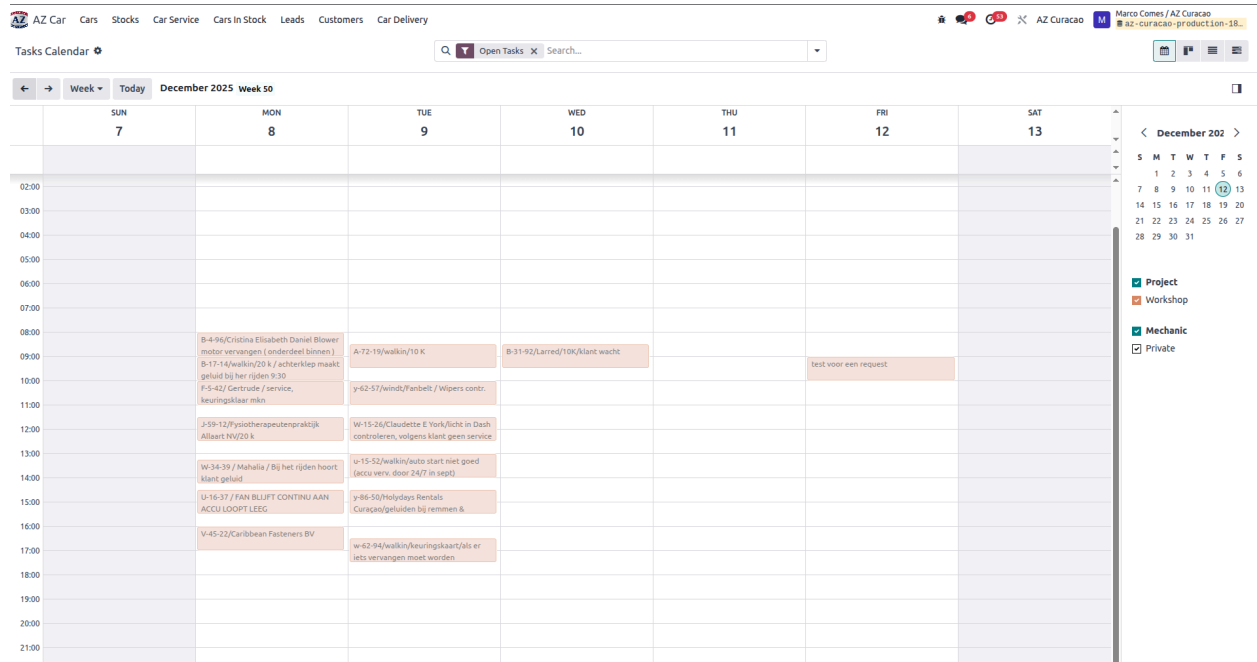 AZ AZ Car Cars Stocks Car Service Cars In Stock Leads Customers Car Delivery 6 53 AZ Curacao M Marco Comes / AZ Curacao
az-curacao-production-18...
Tasks Calendar Open Tasks x Search...
Week Today December 2025 Week 50
SUN MON TUE WED THU FRI SAT
7 8 9 10 11 12 13
December 202
S M T W T F S
1 2 3 4 5 6
7 8 9 10 11 12 13
14 15 16 17 18 19 20
21 22 23 24 25 26 27
28 29 30 31
Project
Workshop
Mechanic
Private
02:00
03:00
04:00
05:00
06:00
07:00
08:00
09:00
10:00
11:00
12:00
13:00
14:00
15:00
16:00
17:00
18:00
19:00
20:00
21:00
B-4-96/Cristina Elisabeth Daniel Blower
motor vervangen ( onderdeel binnen )
B-17-14/walkin/20 k / achterklep maakt
geluid bij her rijden 9:30
F-5-42/ Gertrude / service,
keuringsklaar mkn
J-59-12/Fysiotherapeutenpraktijk
Allaart NV/20 k
W-34-39 / Mahalia / Bij het rijden hoort
klant geluid
U-16-37 / FAN BLIJFT CONTINU AAN
ACCU LOOPT LEEG
V-45-22/Caribbean Fasteners BV
A-72-19/walkin/10 K
y-62-57/windt/Fanbelt / Wipers contr.
W-15-26/Claudette E York/licht in Dash
controleren, volgens klant geen service
u-15-52/walkin/auto start niet goed
(accu verv. door 24/7 in sept)
y-86-50/Holydays Rentals
Curaçao/geluiden bij remmen &
w-62-94/walkin/keuringskaart/als er
iets vervangen moet worden
B-31-92/Larred/10K/klant wacht
test voor een request